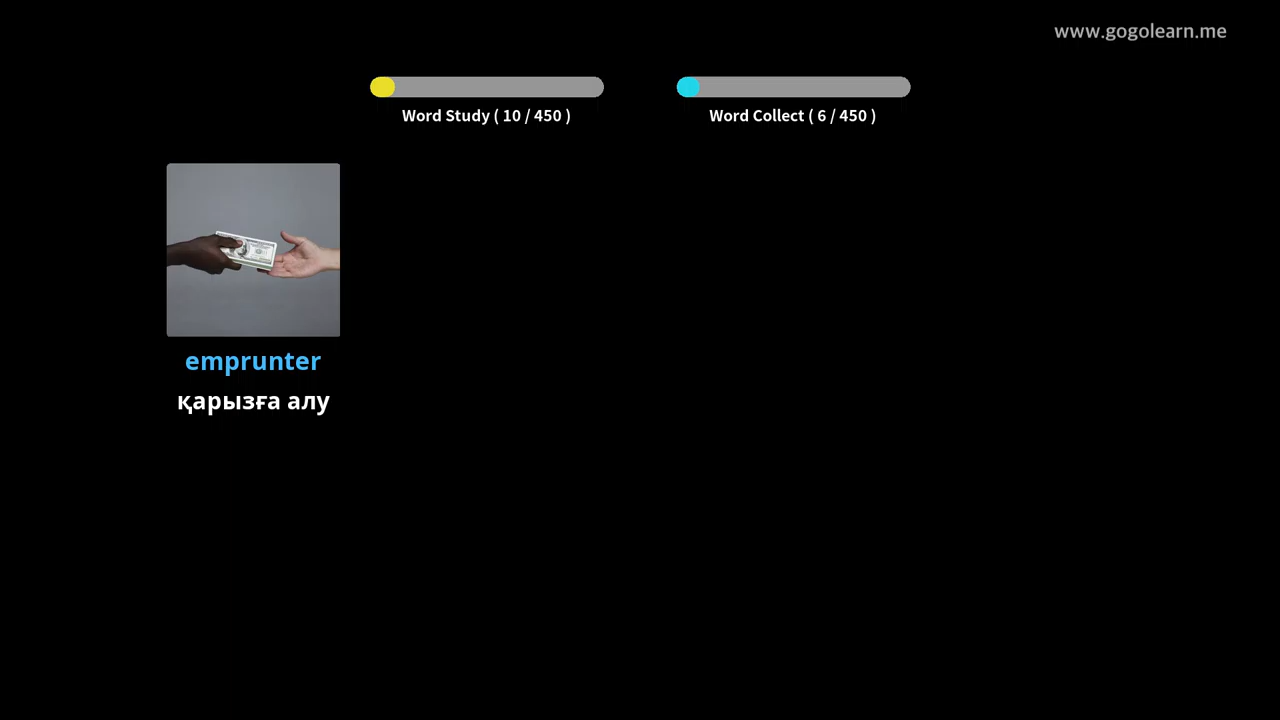 www.gogolearn.me
Word Study ( 10 / 450 )
Word Collect ( 6 / 450 )
emprunter
қарызға алу